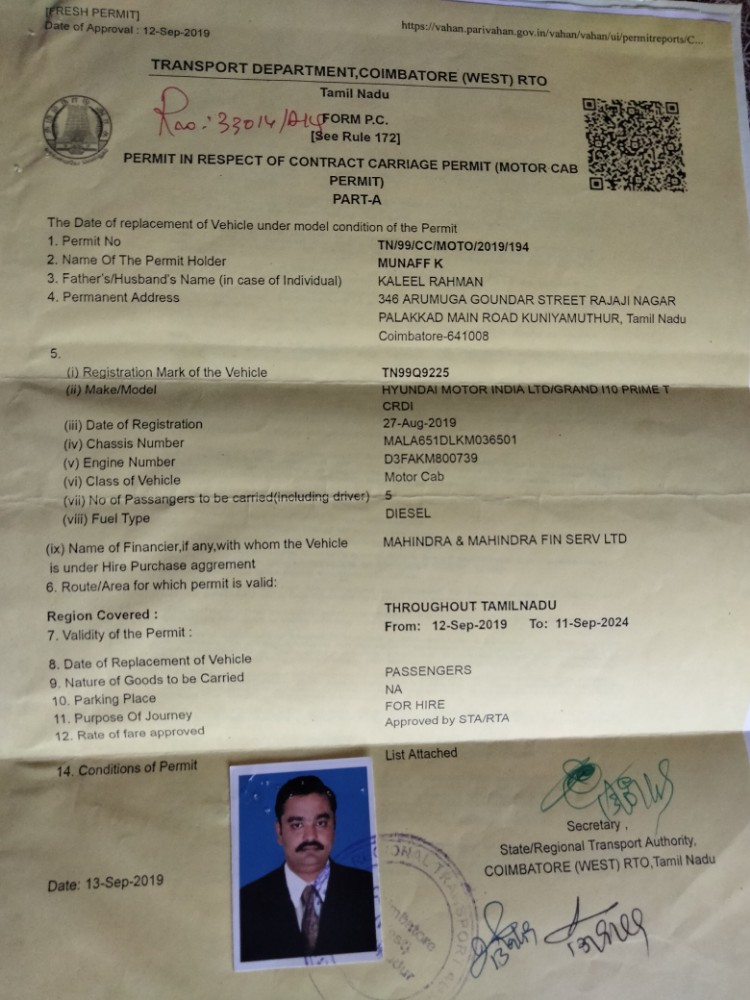 [FRESH PERMIT]
Date of Approval : 12-Sep-2019
https://vahan.parivahan.gov.in/vahan/vahan/ui/permitreports/C...
TRANSPORT DEPARTMENT,COIMBATORE (WEST) RTO
Tamil Nadu
33014/A4
FORM P.C.
[See Rule 172]
PERMIT IN RESPECT OF CONTRACT CARRIAGE PERMIT (MOTOR CAB
PERMIT)
PART-A
The Date of replacement of Vehicle under model condition of the Permit
1. Permit No TN/99/CC/MOTO/2019/194
2. Name Of The Permit Holder MUNAFF K
3. Father's/Husband's Name (in case of Individual) KALEEL RAHMAN
4. Permanent Address 346 ARUMUGA GOUNDAR STREET RAJAJI NAGAR
PALAKKAD MAIN ROAD KUNIYAMUTHUR, Tamil Nadu
Coimbatore-641008
5.
(i) Registration Mark of the Vehicle TN99Q9225
(ii) Make/Model HYUNDAI MOTOR INDIA LTD/GRAND I10 PRIME T
CRDI
(iii) Date of Registration 27-Aug-2019
(iv) Chassis Number MALA651DLKM036501
(v) Engine Number D3FAKM800739
(vi) Class of Vehicle Motor Cab
(vii) No of Passangers to be carried(including driver) 5
(viii) Fuel Type DIESEL
(ix) Name of Financier,if any,with whom the Vehicle MAHINDRA & MAHINDRA FIN SERV LTD
is under Hire Purchase aggrement
6. Route/Area for which permit is valid:
Region Covered : THROUGHOUT TAMILNADU
7. Validity of the Permit : From: 12-Sep-2019 To: 11-Sep-2024
8. Date of Replacement of Vehicle
9. Nature of Goods to be Carried PASSENGERS
10. Parking Place NA
11. Purpose Of Journey FOR HIRE
12. Rate of fare approved Approved by STA/RTA
14. Conditions of Permit List Attached
Secretary ,
State/Regional Transport Authority,
COIMBATORE (WEST) RTO,Tamil Nadu
Date: 13-Sep-2019